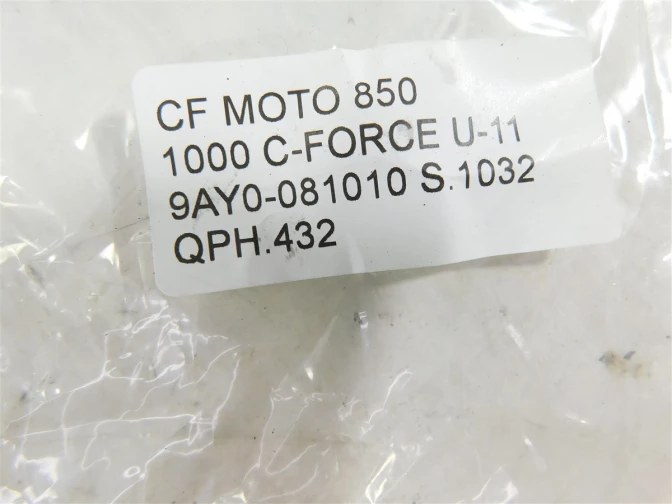 CF MOTO 850
1000 C-FORCE U-11
9AY0-081010 S.1032
QPH.432